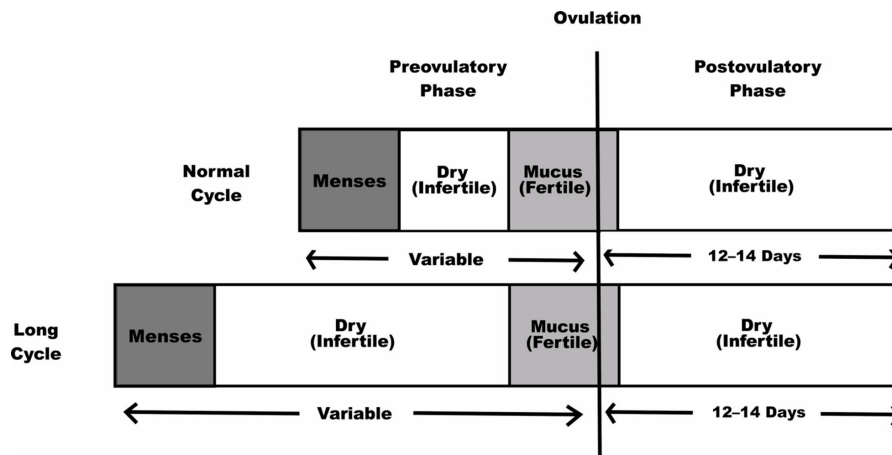 Ovulation
Preovulatory
Phase
Postovulatory
Phase
Normal
Cycle
Menses
Dry
(Infertile)
Mucus
(Fertile)
Dry
(Infertile)
Variable
12–14 Days
Long
Cycle
Menses
Dry
(Infertile)
Mucus
(Fertile)
Dry
(Infertile)
Variable
12–14 Days